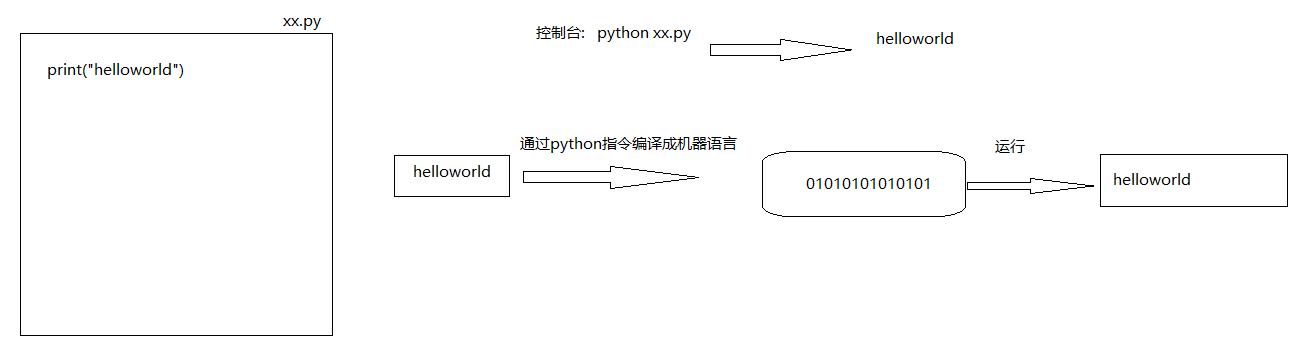 xx.py
print("helloworld")
控制台: python xx.py
helloworld
通过python指令编译成机器语言
helloworld
01010101010101
运行
helloworld